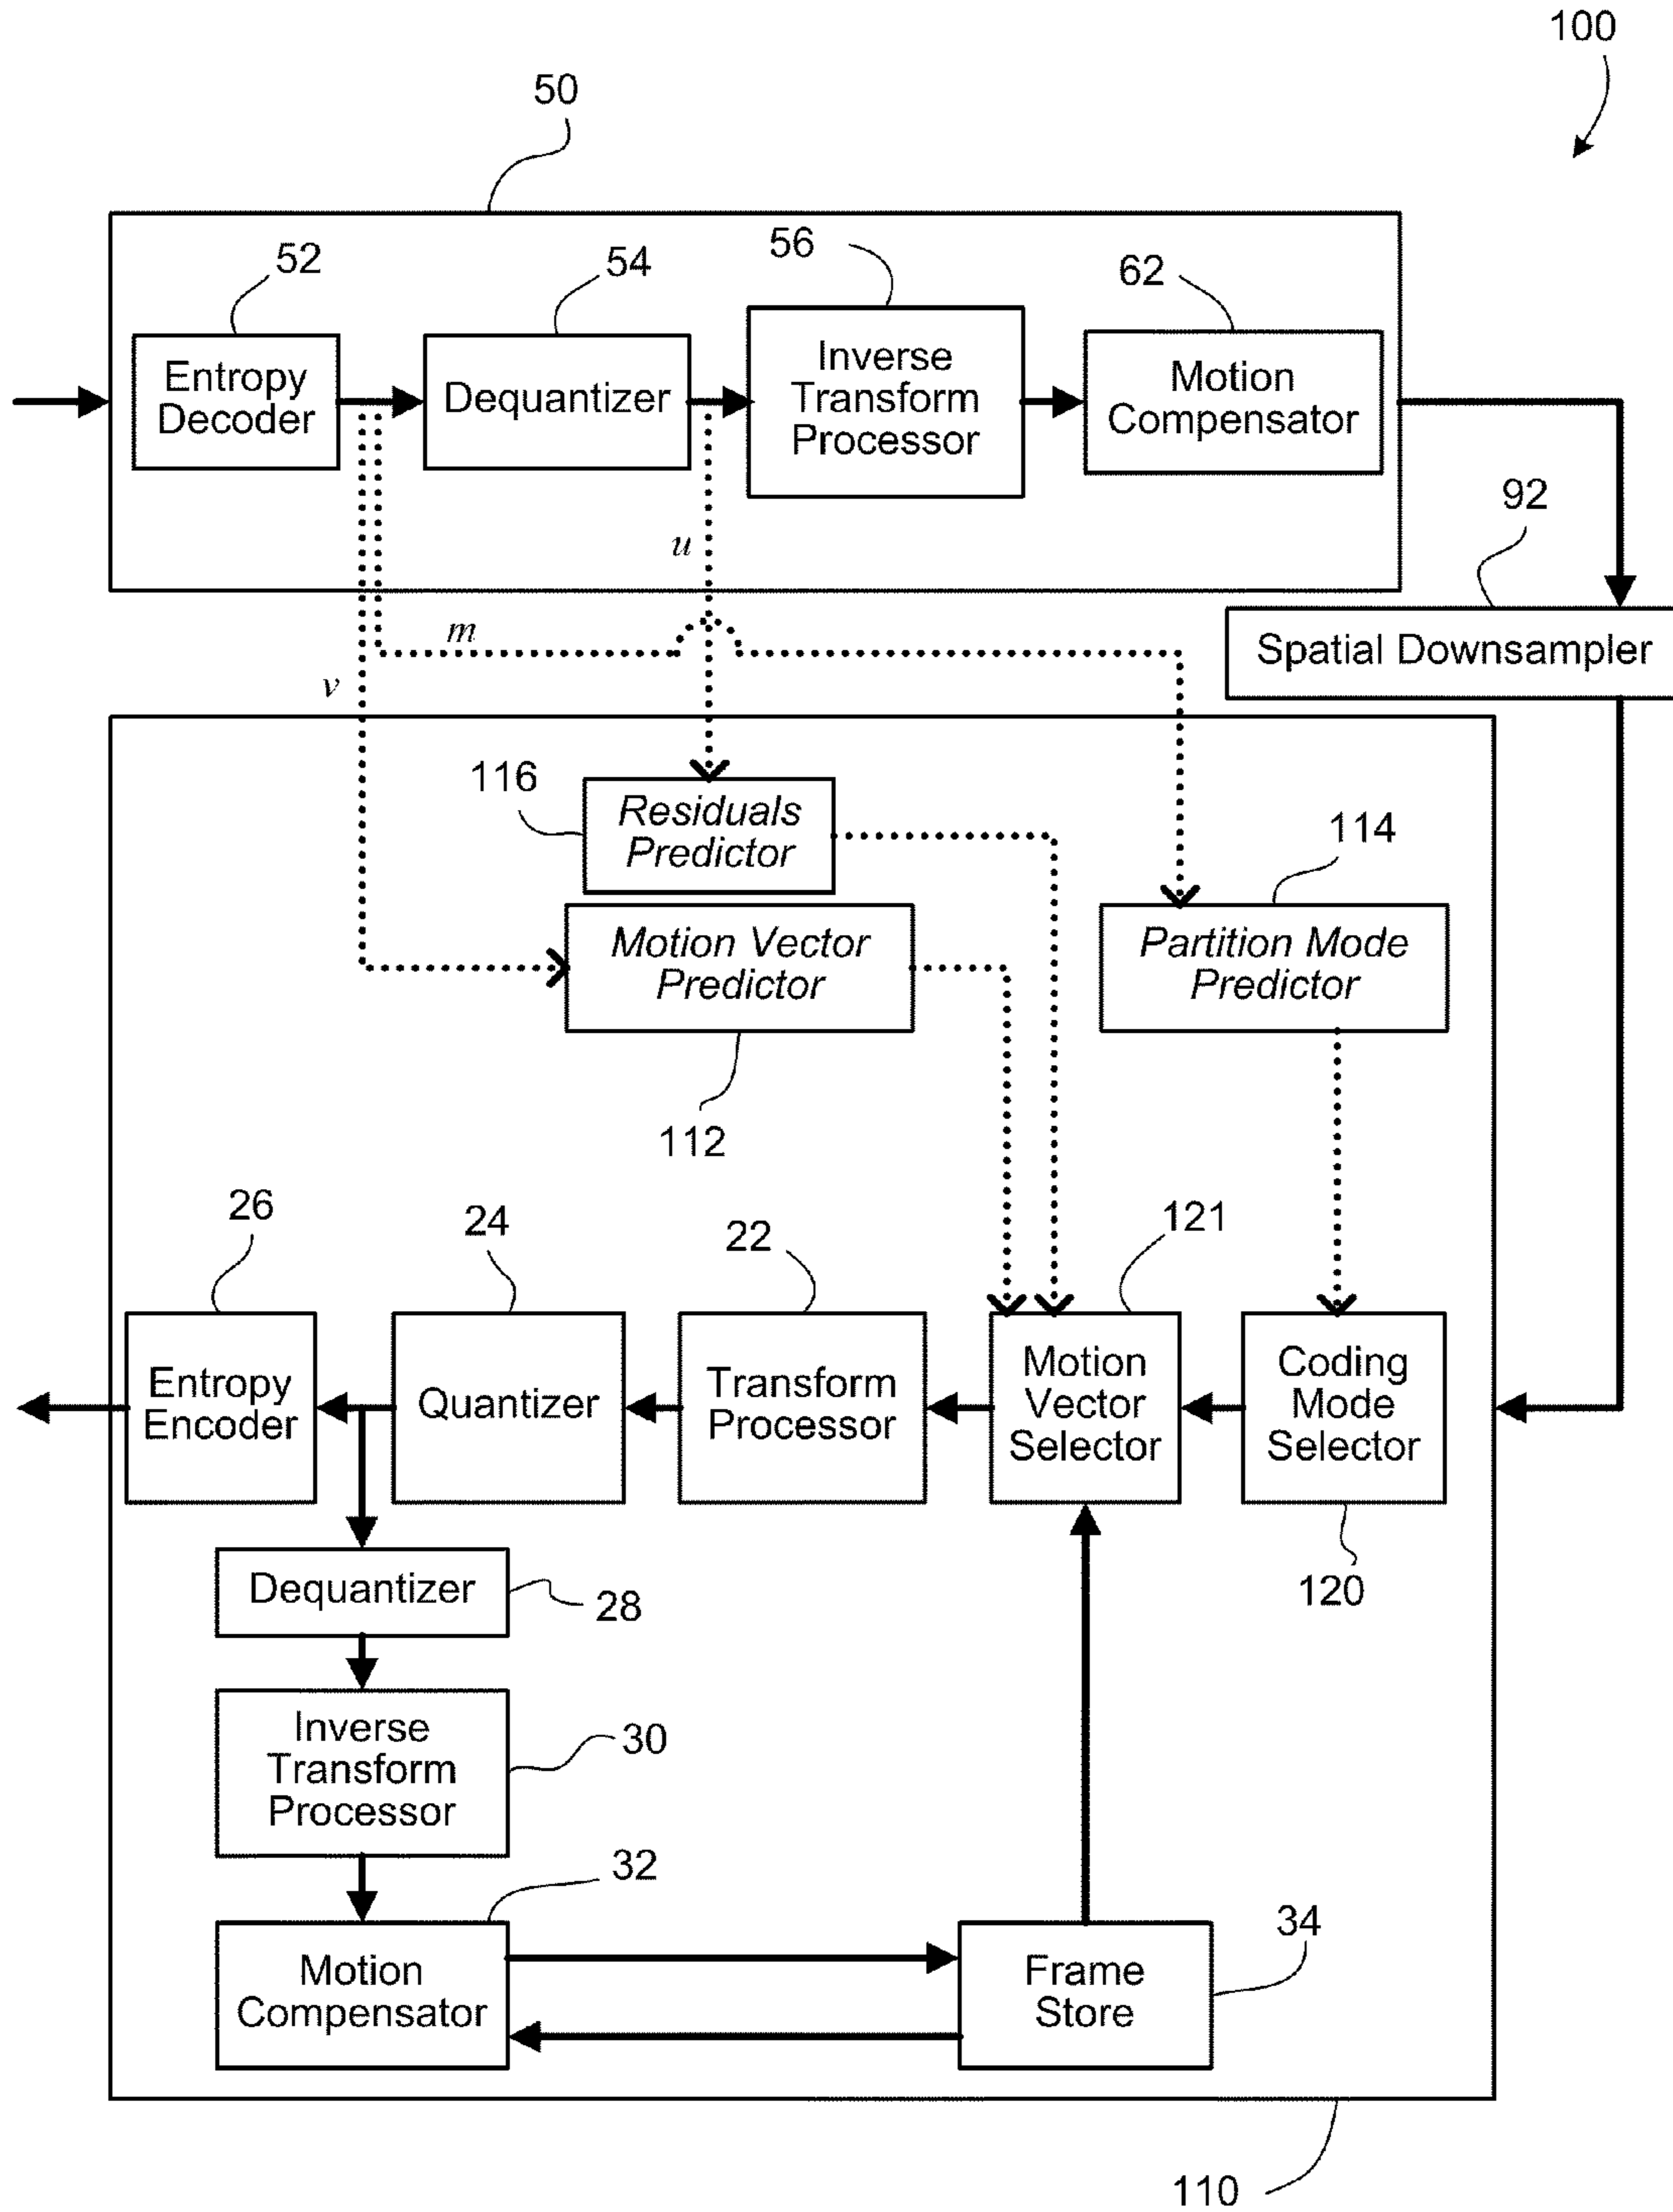 100
50
52
54
56
62
Entropy
Decoder
Dequantizer
Inverse
Transform
Processor
Motion
Compensator
92
u
m
v
Spatial Downsampler
116
Residuals
Predictor
114
Motion Vector
Predictor
Partition Mode
Predictor
112
26
24
22
121
Entropy
Encoder
Quantizer
Transform
Processor
Motion
Vector
Selector
Coding
Mode
Selector
120
Dequantizer
28
Inverse
Transform
Processor
30
32
34
Motion
Compensator
Frame
Store
110